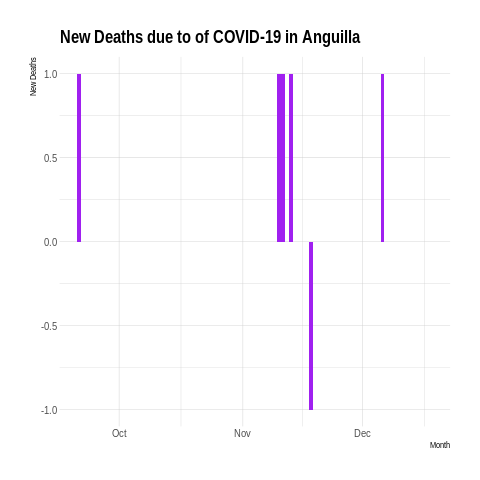 New Deaths due to of COVID-19 in Anguilla
New Deaths
1.0
0.5
0.0
-0.5
-1.0
Oct Nov Dec
Month